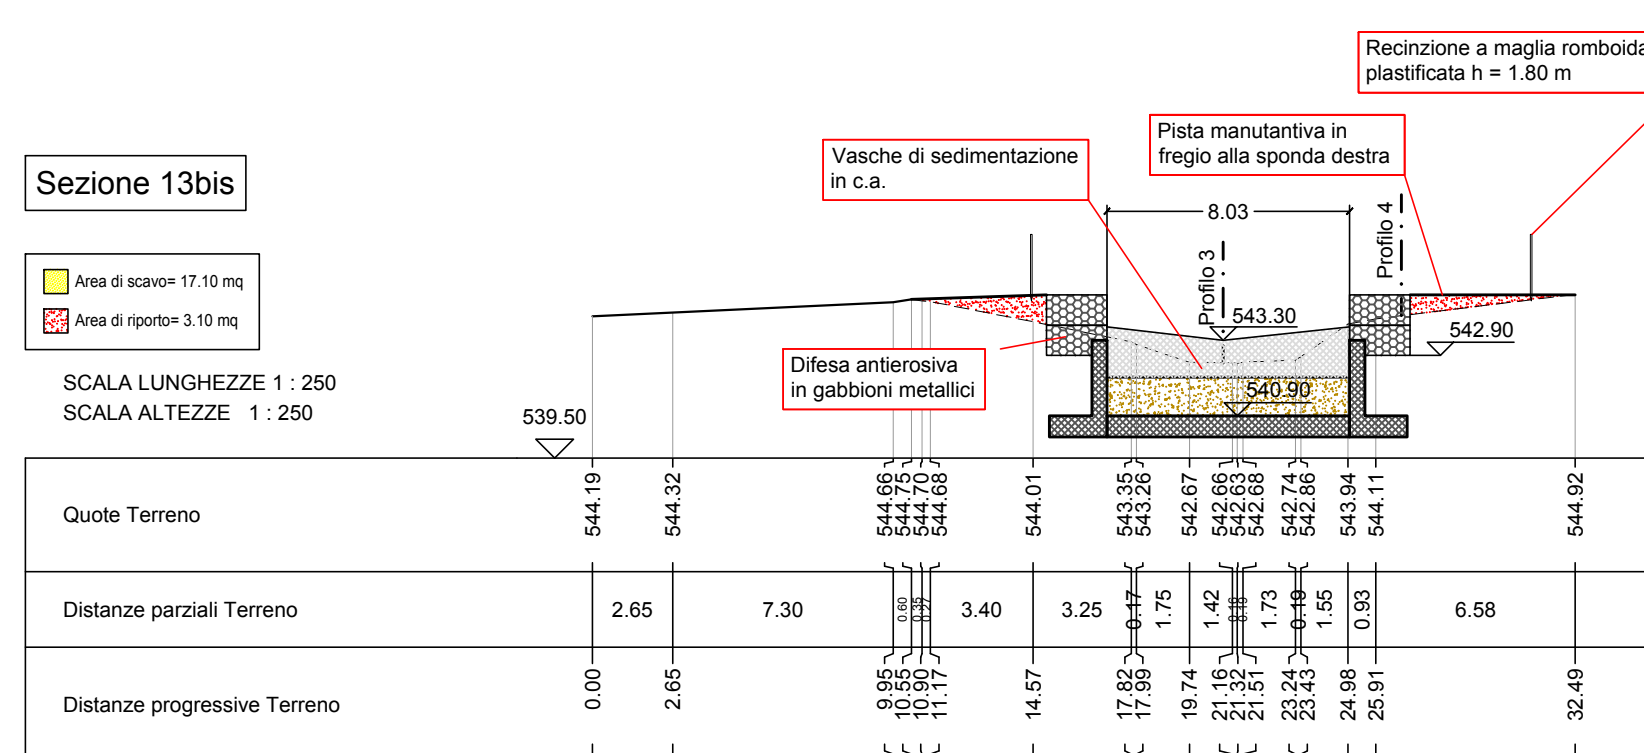 Recinzione a maglia romboida
plastificata h = 1.80 m
Pista manutantiva in
fregio alla sponda destra
Vasche di sedimentazione
in c.a.
Sezione 13bis
8.03
Profilo 3
Profilo 4
Area di scavo= 17.10 mq
Area di riporto= 3.10 mq
543.30
542.90
Difesa antierosiva
in gabbioni metallici
540.90
SCALA LUNGHEZZE 1 : 250
SCALA ALTEZZE 1 : 250
539.50
Quote Terreno
544.19 544.32 544.66 544.75 544.70 544.68 544.01 543.35 543.26 542.67 542.66 542.63 542.68 542.74 542.86 543.94 544.11 544.92
Distanze parziali Terreno
2.65 7.30 0.60 0.35 0.27 3.40 3.25 0.17 1.75 1.42 0.16 0.19 1.73 0.19 1.55 0.93 6.58
Distanze progressive Terreno
0.00 2.65 9.95 10.55 10.90 11.17 14.57 17.82 17.99 19.74 21.16 21.32 21.51 23.24 23.43 24.98 25.91 32.49